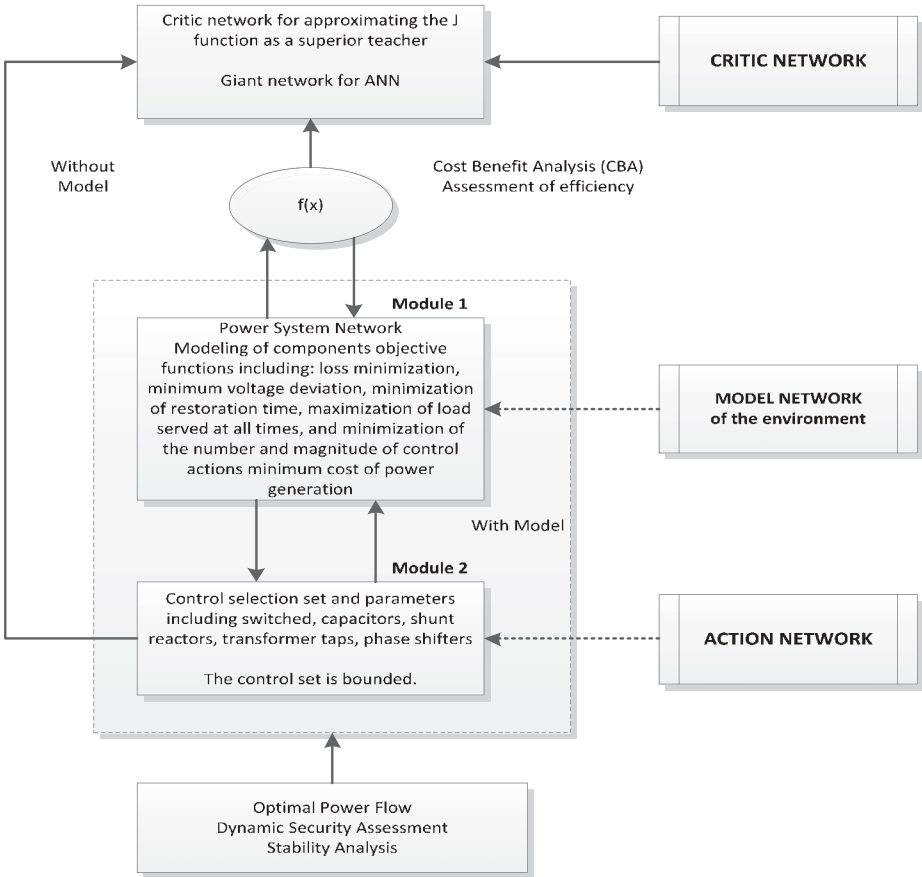 Critic network for approximating the J
function as a superior teacher
Giant network for ANN
CRITIC NETWORK
Without
Model
Cost Benefit Analysis (CBA)
Assessment of efficiency
f(x)
Module 1
Power System Network
Modeling of components objective
functions including: loss minimization,
minimum voltage deviation, minimization
of restoration time, maximization of load
served at all times, and minimization of
the number and magnitude of control
actions minimum cost of power
generation
MODEL NETWORK
of the environment
With Model
Module 2
Control selection set and parameters
including switched, capacitors, shunt
reactors, transformer taps, phase shifters
The control set is bounded.
ACTION NETWORK
Optimal Power Flow
Dynamic Security Assessment
Stability Analysis